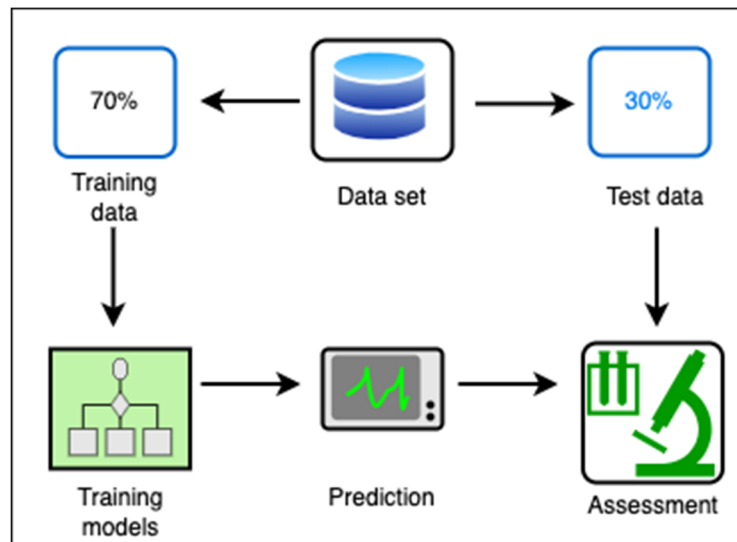 70%
30%
Training
data
Data set
Test data
Training
models
Prediction
Assessment